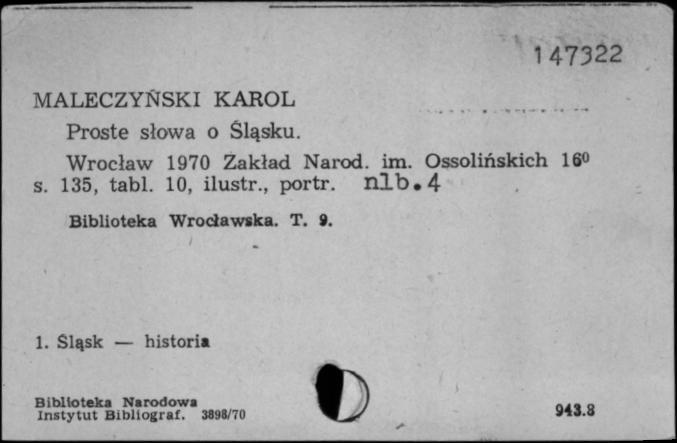 147322
MALECZYŃSKI KAROL
Proste słowa o Śląsku.
Wrocław 1970 Zakład Narod. im. Ossolińskich 16⁰
s. 135, tabl. 10, ilustr., portr. nlb.4
Biblioteka Wrocławska. T. 9.
1. Śląsk — historia
Biblioteka Narodowa
Instytut Bibliograf. 3898/70
943.8